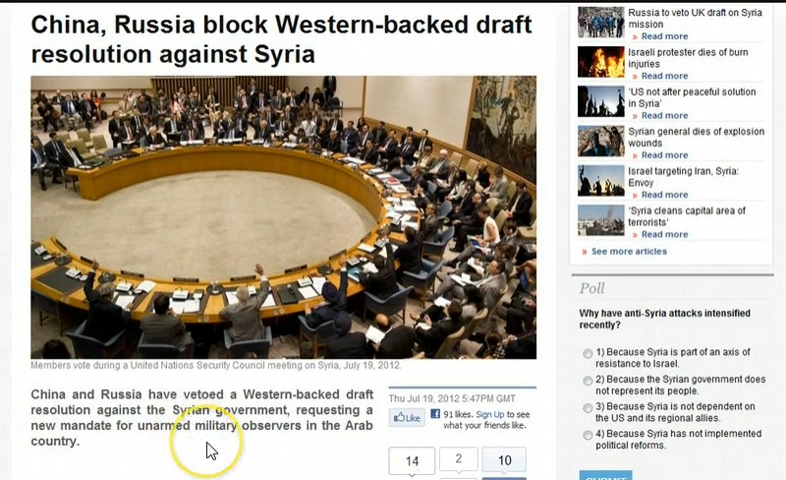 China, Russia block Western-backed draft
resolution against Syria
Members vote during a United Nations Security Council meeting on Syria, July 19, 2012.
China and Russia have vetoed a Western-backed draft
resolution against the Syrian government, requesting a
new mandate for unarmed military observers in the Arab
country.
Thu Jul 19, 2012 5:47PM GMT
Like
91 likes. Sign Up to see
what your friends like.
14
2
10
Russia to veto UK draft on Syria
mission
» Read more
Israeli protester dies of burn
injuries
» Read more
'US not after peaceful solution
in Syria'
» Read more
Syrian general dies of explosion
wounds
» Read more
Israel targeting Iran, Syria:
Envoy
» Read more
'Syria cleans capital area of
terrorists'
» Read more
» See more articles
Poll
Why have anti-Syria attacks intensified
recently?
1) Because Syria is part of an axis of
resistance to Israel.
2) Because the Syrian government does
not represent its people.
3) Because Syria is not dependent on
the US and its regional allies.
4) Because Syria has not implemented
political reforms.
SUBMIT